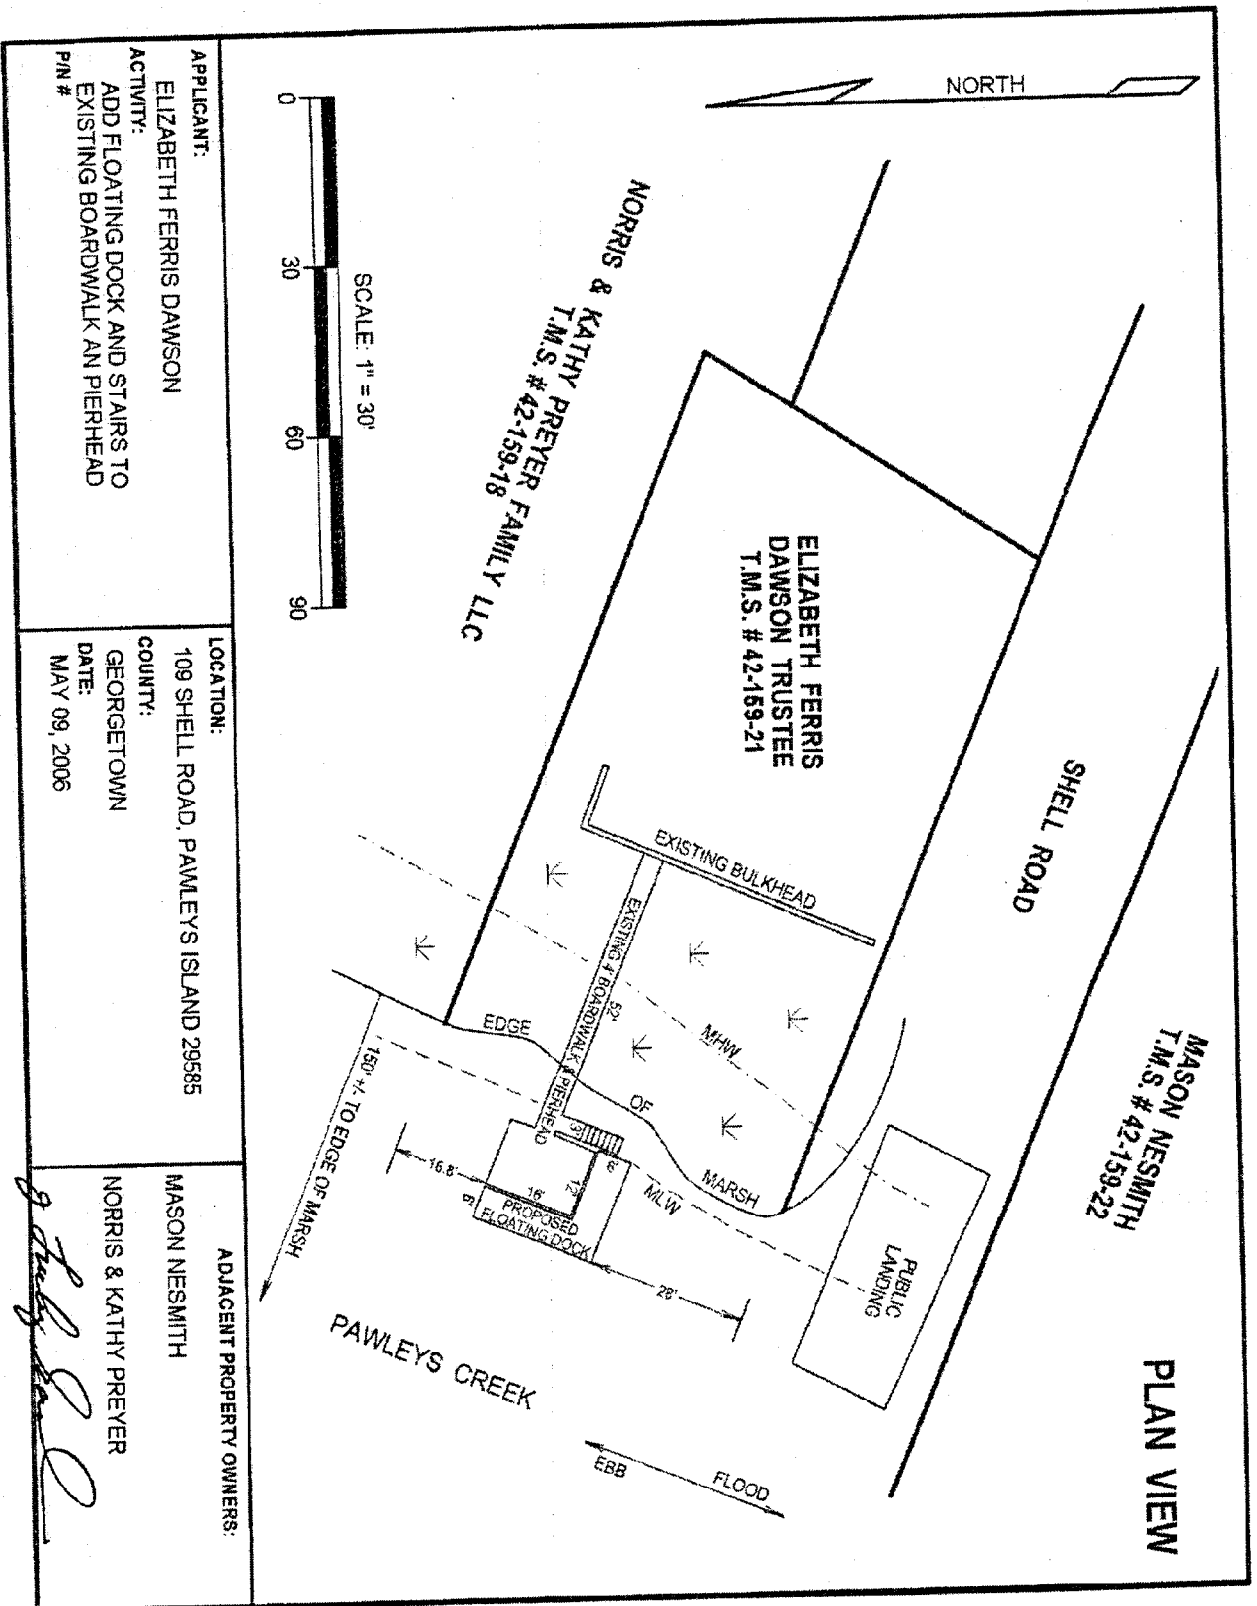 PLAN VIEW
NORTH
SHELL ROAD
MASON NESMITH
T.M.S. # 42-159-22
PUBLIC
LANDING
ELIZABETH FERRIS
DAWSON TRUSTEE
T.M.S. # 42-159-21
EXISTING BULKHEAD
EXISTING 4' BOARDWALK & PIERHEAD
52'
MHW
EDGE OF MARSH
MLW
3'
6'
12'
16'
16.8'
PROPOSED
FLOATING DOCK
28'
150' +/- TO EDGE OF MARSH
PAWLEYS CREEK
FLOOD
EBB
NORRIS & KATHY PREYER FAMILY LLC
T.M.S. # 42-159-18
SCALE: 1" = 30'
0 30 60 90
APPLICANT:
ELIZABETH FERRIS DAWSON
ACTIVITY:
ADD FLOATING DOCK AND STAIRS TO
EXISTING BOARDWALK AN PIERHEAD
P/N #
LOCATION:
109 SHELL ROAD, PAWLEYS ISLAND 29585
COUNTY:
GEORGETOWN
DATE:
MAY 09, 2006
ADJACENT PROPERTY OWNERS:
MASON NESMITH
NORRIS & KATHY PREYER